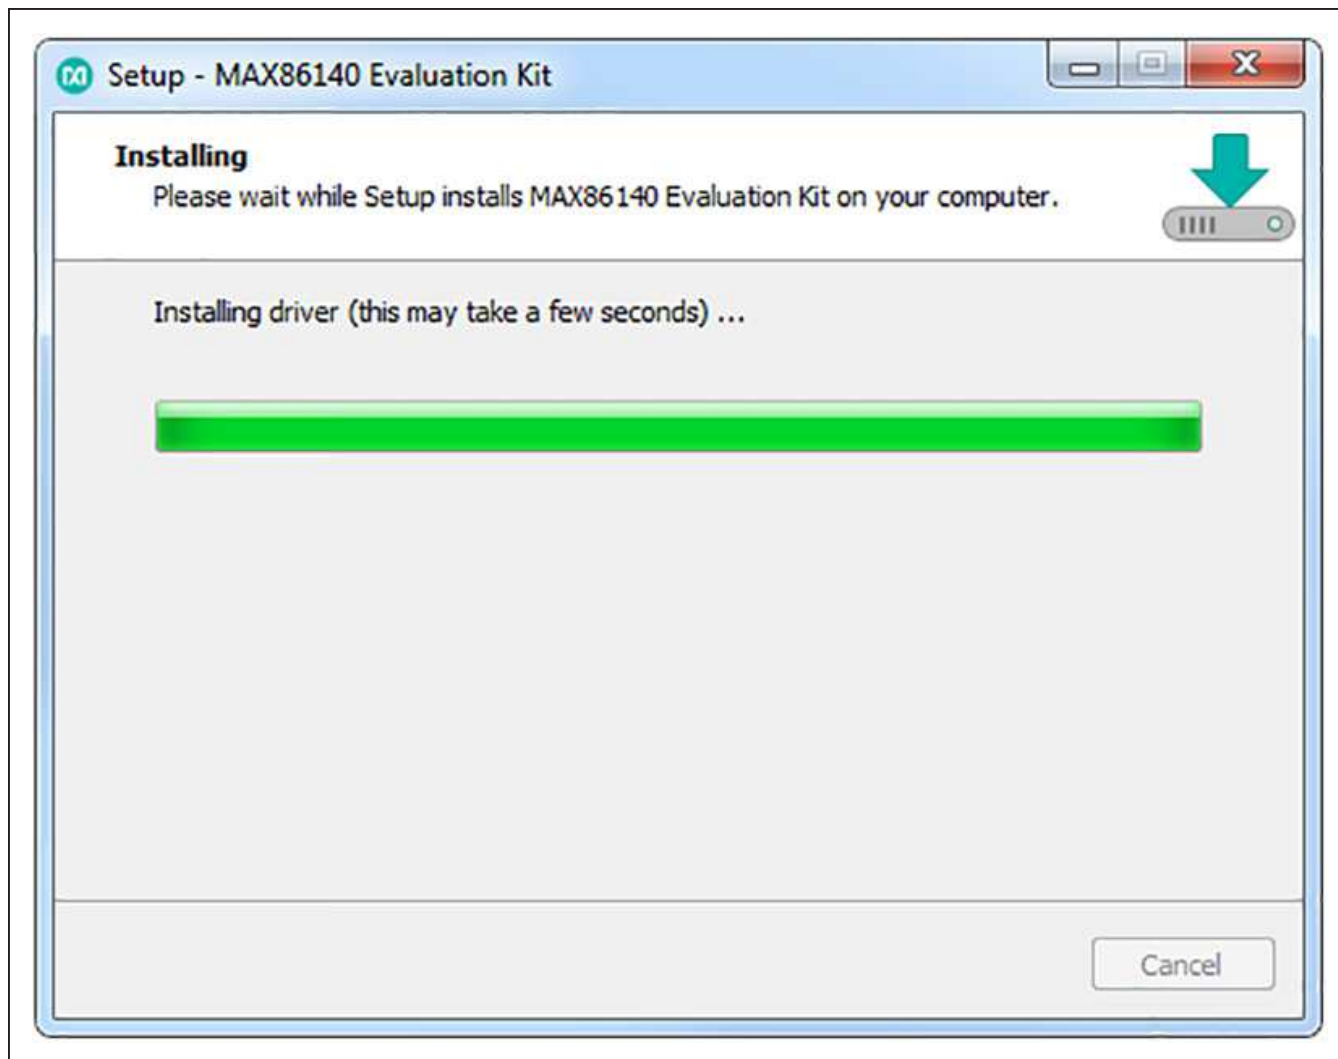 Setup - MAX86140 Evaluation Kit
Installing
Please wait while Setup installs MAX86140 Evaluation Kit on your computer.
Installing driver (this may take a few seconds) ...
Cancel